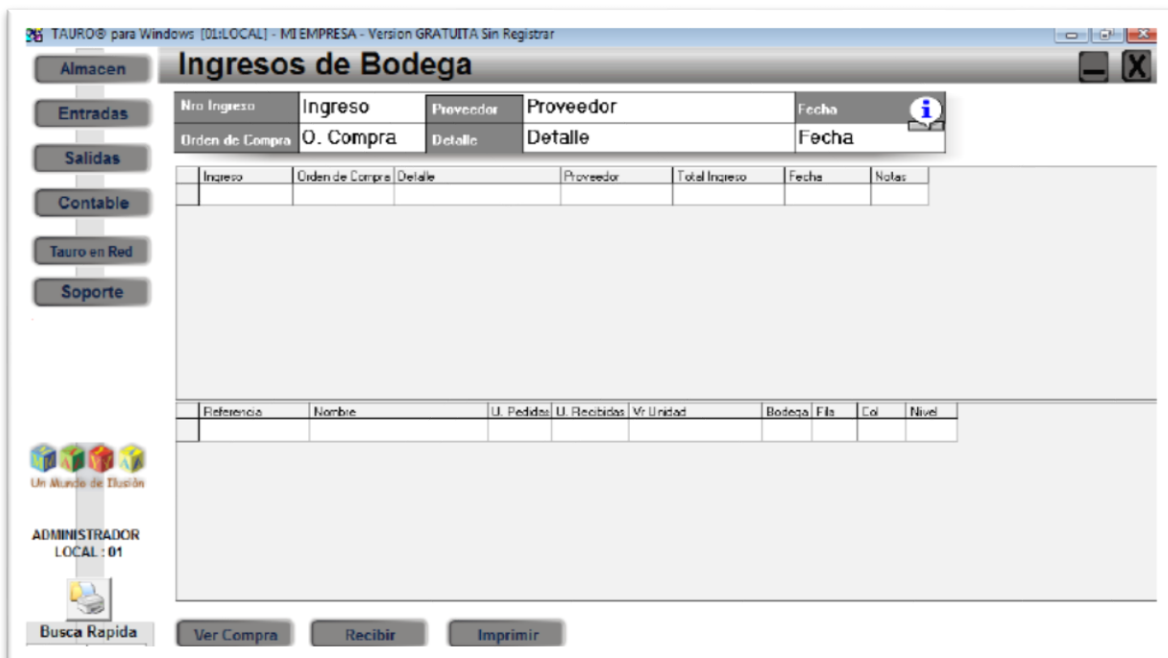 TAURO® para Windows [01:LOCAL] - MI EMPRESA - Version GRATUITA Sin Registrar
Almacen
Ingresos de Bodega
Entradas
Nro Ingreso Ingreso Proveedor Proveedor Fecha
Orden de Compra O. Compra Detalle Detalle Fecha
Salidas
Ingreso Orden de Compra Detalle Proveedor Total Ingreso Fecha Notas
Contable
Tauro en Red
Soporte
Referencia Nombre U. Pedidas U. Recibidas Vr Unidad Bodega Fila Col Nivel
Un Mundo de Ilusión
ADMINISTRADOR
LOCAL : 01
Busca Rapida
Ver Compra Recibir Imprimir